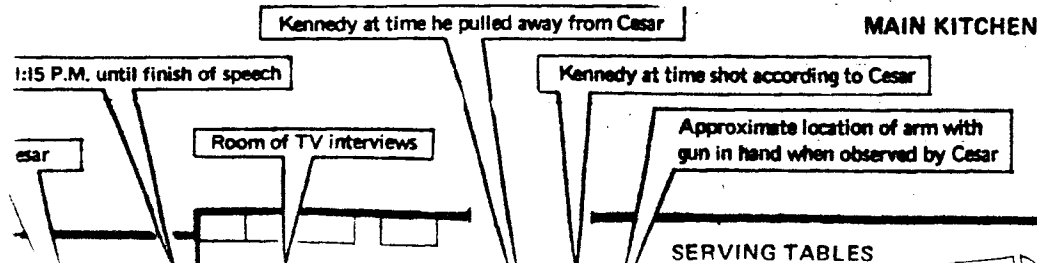 Kennedy at time he pulled away from Cesar
MAIN KITCHEN
1:15 P.M. until finish of speech
Kennedy at time shot according to Cesar
Approximate location of arm with
gun in hand when observed by Cesar
esar
Room of TV interviews
SERVING TABLES